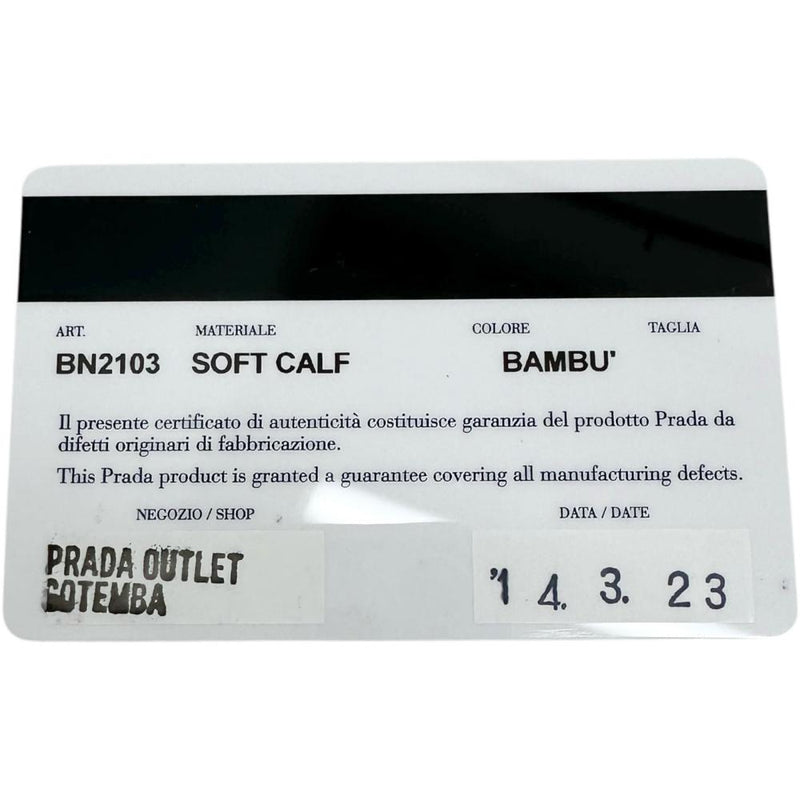 ART. MATERIALE COLORE TAGLIA
BN2103 SOFT CALF BAMBU'
Il presente certificato di autenticità costituisce garanzia del prodotto Prada da
difetti originari di fabbricazione.
This Prada product is granted a guarantee covering all manufacturing defects.
NEGOZIO / SHOP DATA / DATE
PRADA OUTLET
GOTEMBA
'14. 3. 23